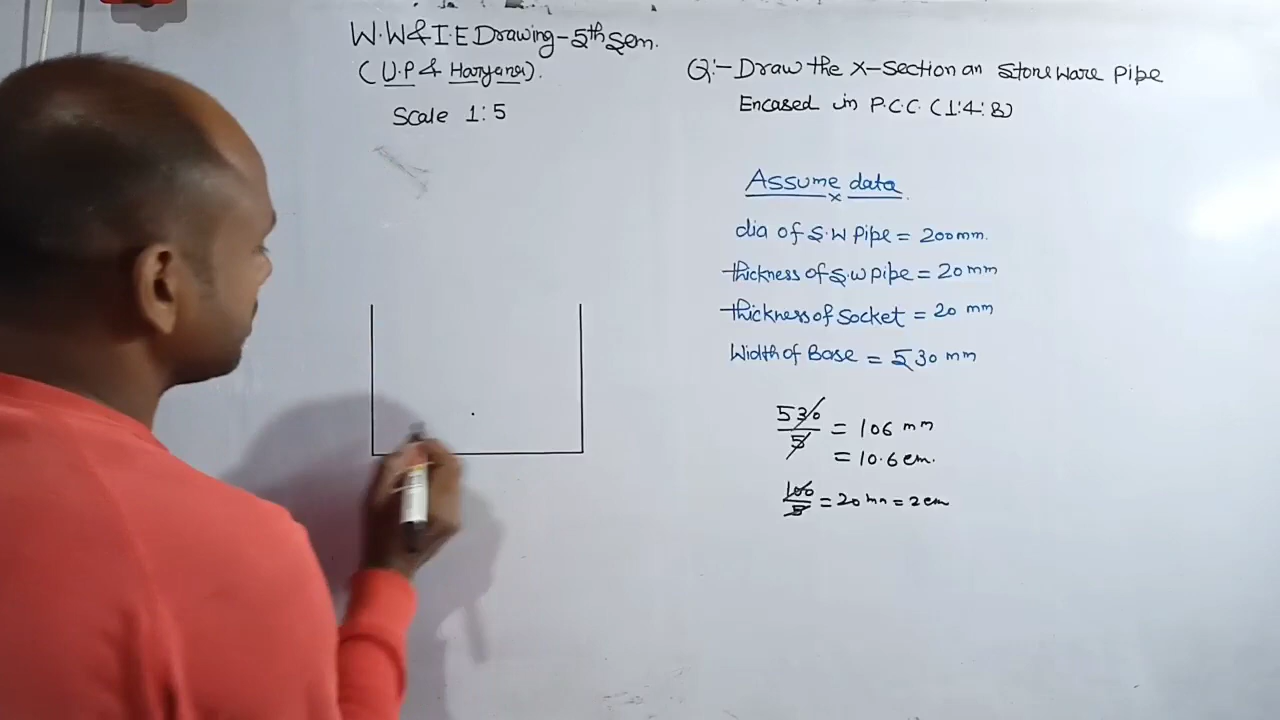 W.W & I.E Drawing - 5th Sem.
(U.P & Haryana).
Scale 1:5
Q:- Draw the X-Section an Stoneware Pipe
Encased in P.C.C. (1:4:8)
Assume data
dia of S.W Pipe = 200mm.
thickness of S.W pipe = 20 mm
thickness of Socket = 20 mm
Width of Base = 530 mm
530/5 = 106 mm
= 10.6 cm.
100/5 = 20 mm = 2 cm